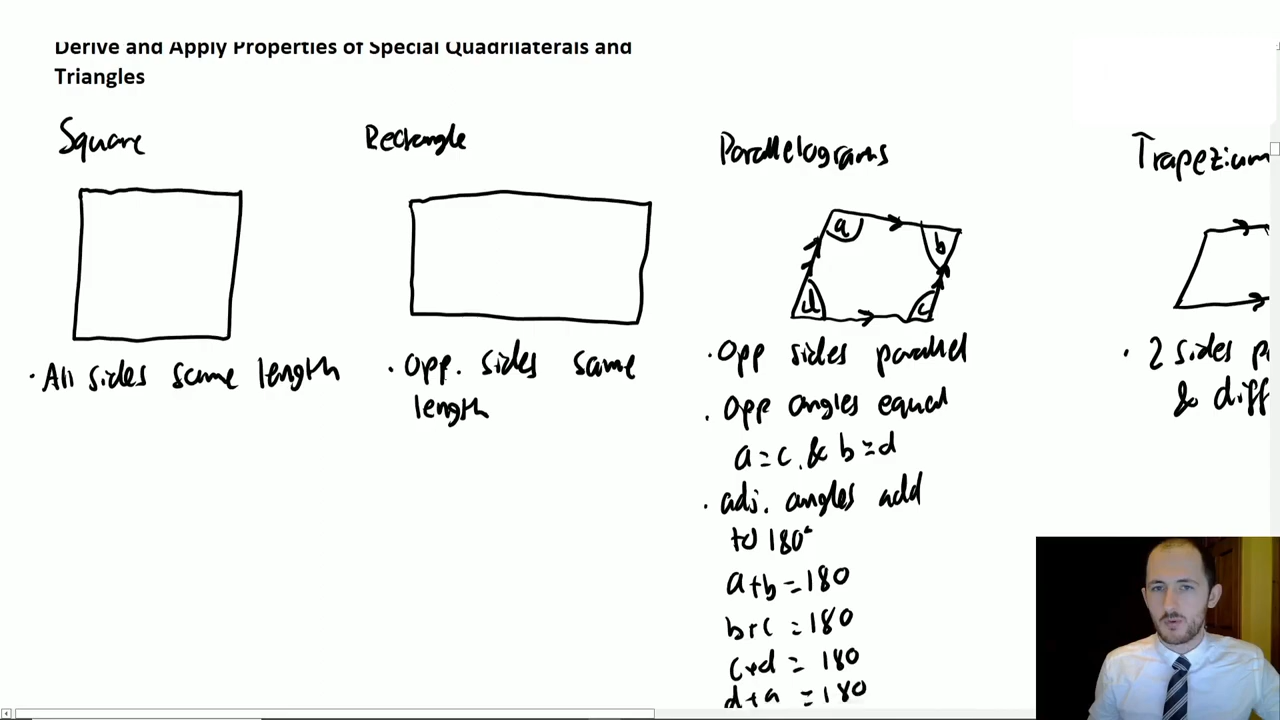 Derive and Apply Properties of Special Quadrilaterals and
Triangles
Square
Rectangle
Parallelograms
Trapezium
a
b
d
c
· All sides same length
· Opp. sides same
length
· Opp sides parallel
· Opp angles equal
a = c & b = d
· adj. angles add
to 180°
a + b = 180
b + c = 180
c + d = 180
d + a = 180
· 2 sides p
& diff